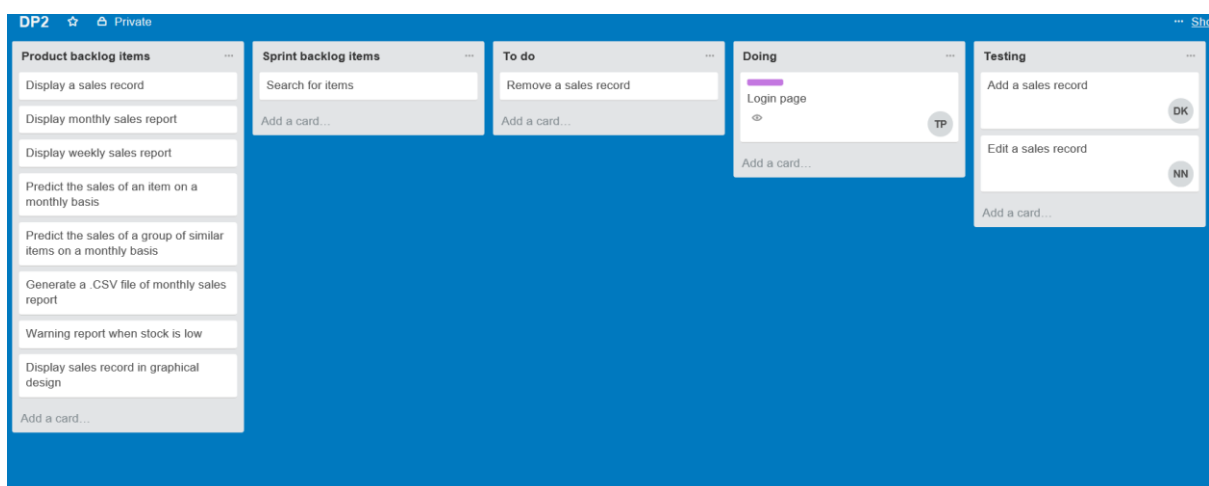 DP2 Private ... Sho
Product backlog items ...
Display a sales record
Display monthly sales report
Display weekly sales report
Predict the sales of an item on a
monthly basis
Predict the sales of a group of similar
items on a monthly basis
Generate a .CSV file of monthly sales
report
Warning report when stock is low
Display sales record in graphical
design
Add a card...
Sprint backlog items ...
Search for items
Add a card...
To do ...
Remove a sales record
Add a card...
Doing ...
Login page
TP
Add a card...
Testing ...
Add a sales record
DK
Edit a sales record
NN
Add a card...